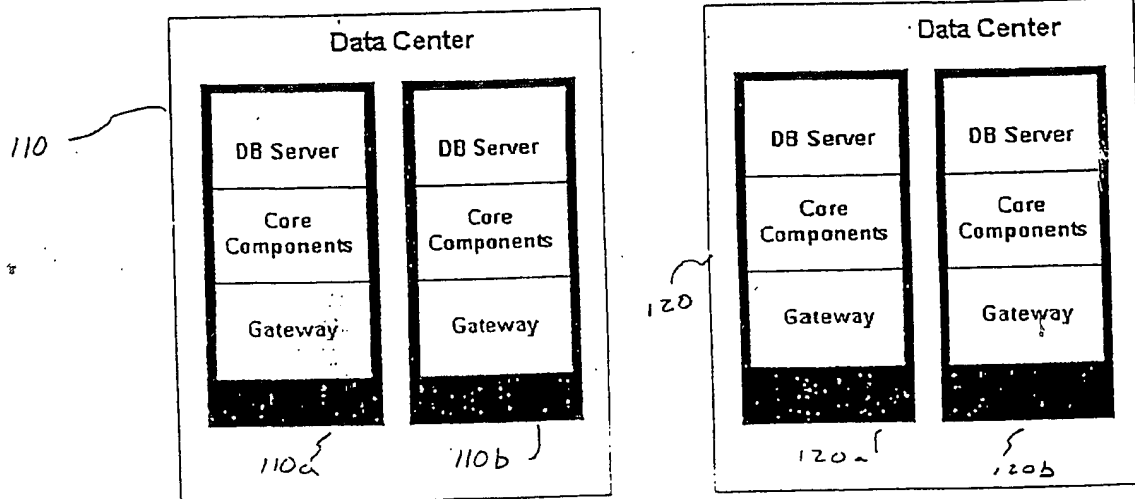 Data Center
DB Server
Core
Components
Gateway
DB Server
Core
Components
Gateway
110
110a
110b
Data Center
DB Server
Core
Components
Gateway
DB Server
Core
Components
Gateway
120
120a
120b